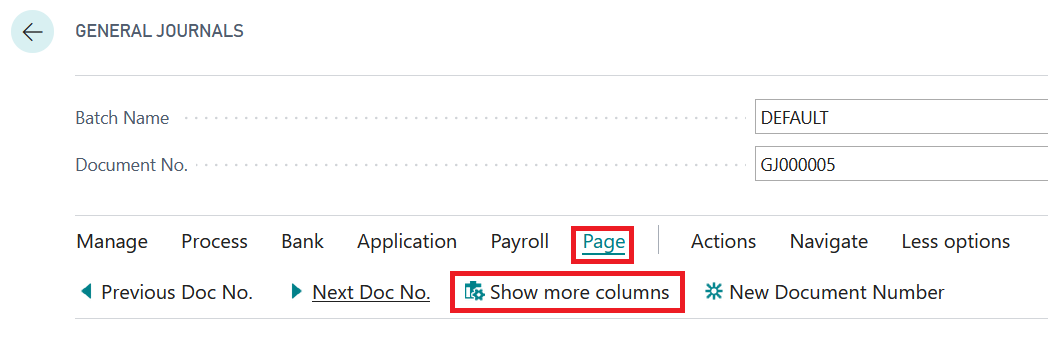 GENERAL JOURNALS
Batch Name DEFAULT
Document No. GJ000005
Manage Process Bank Application Payroll Page Actions Navigate Less options
Previous Doc No. Next Doc No. Show more columns New Document Number